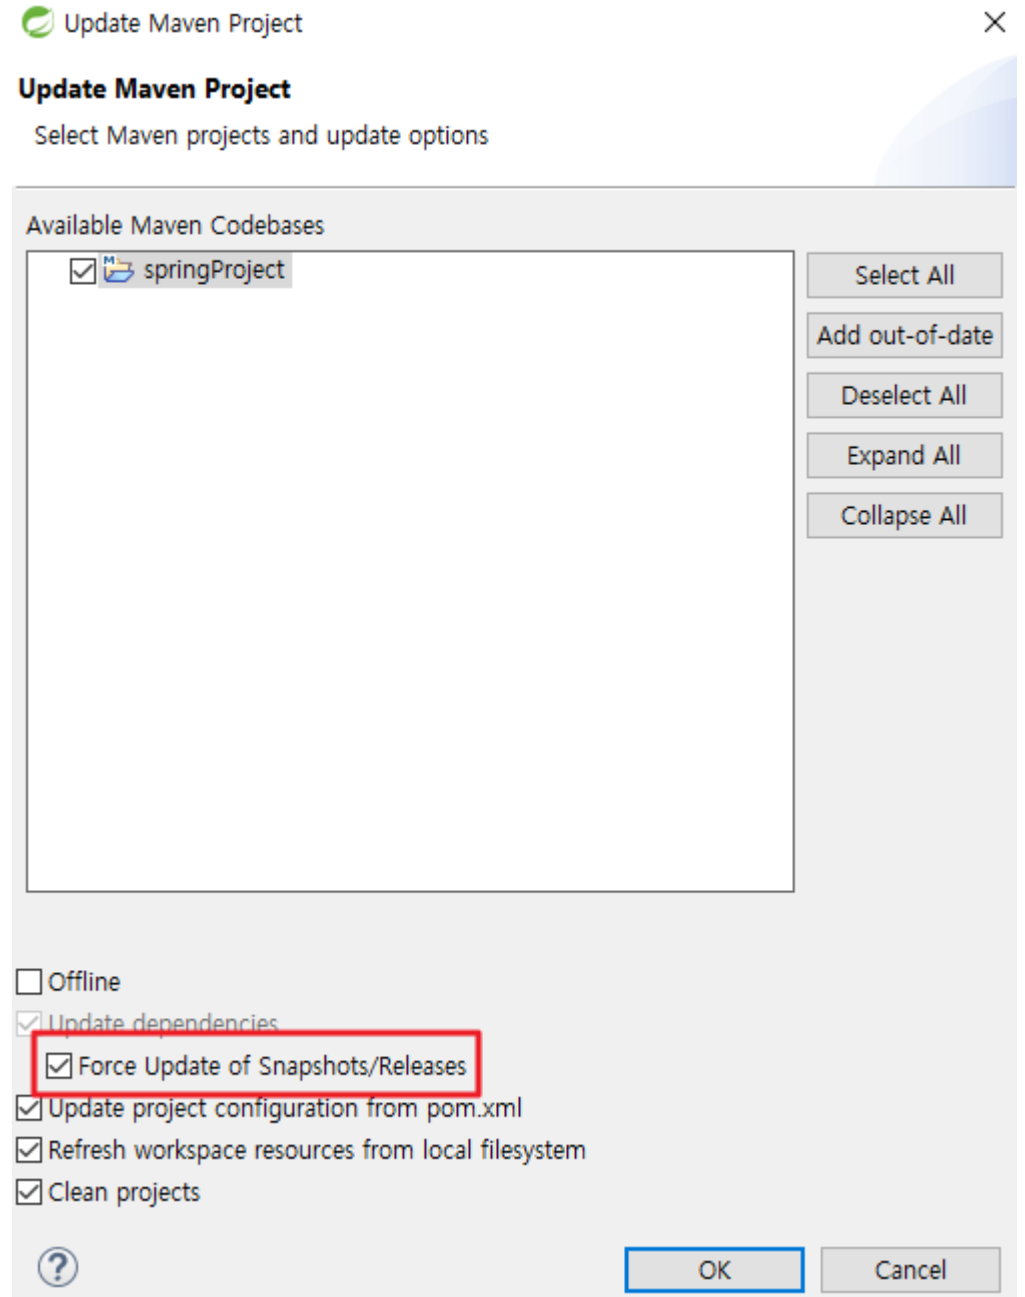 Update Maven Project
Update Maven Project
Select Maven projects and update options
Available Maven Codebases
springProject
Select All
Add out-of-date
Deselect All
Expand All
Collapse All
Offline
Update dependencies
Force Update of Snapshots/Releases
Update project configuration from pom.xml
Refresh workspace resources from local filesystem
Clean projects
OK
Cancel